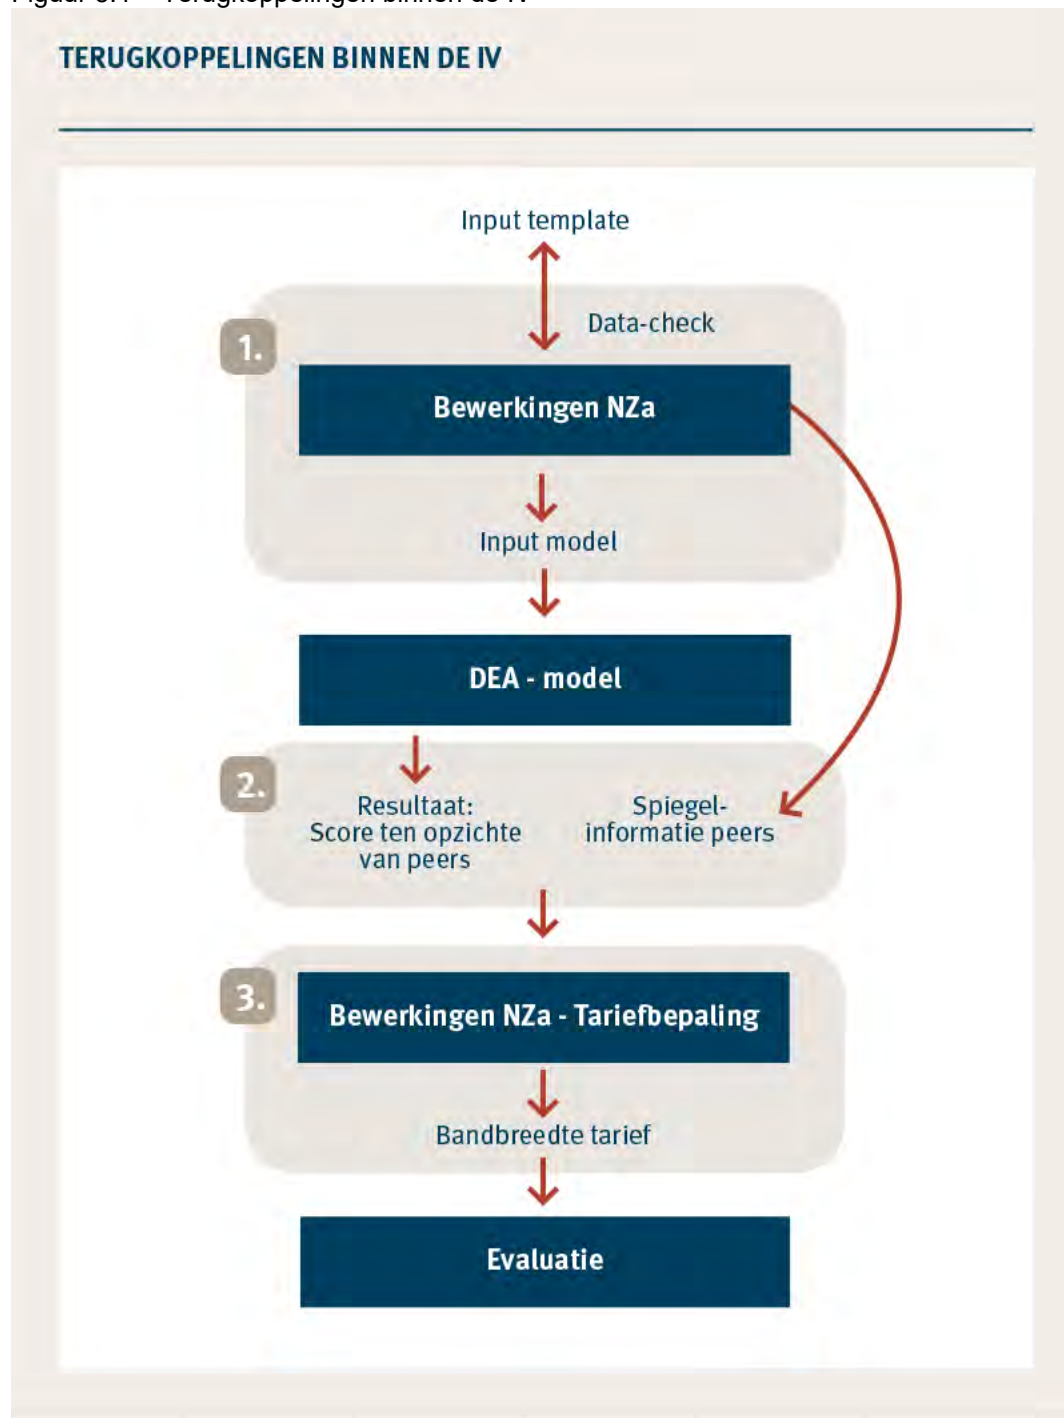 TERUGKOPPELINGEN BINNEN DE IV
Input template
Data-check
1.
Bewerkingen NZa
Input model
DEA - model
2.
Resultaat:
Score ten opzichte
van peers
Spiegel-
informatie peers
3.
Bewerkingen NZa - Tariefbepaling
Bandbreedte tarief
Evaluatie